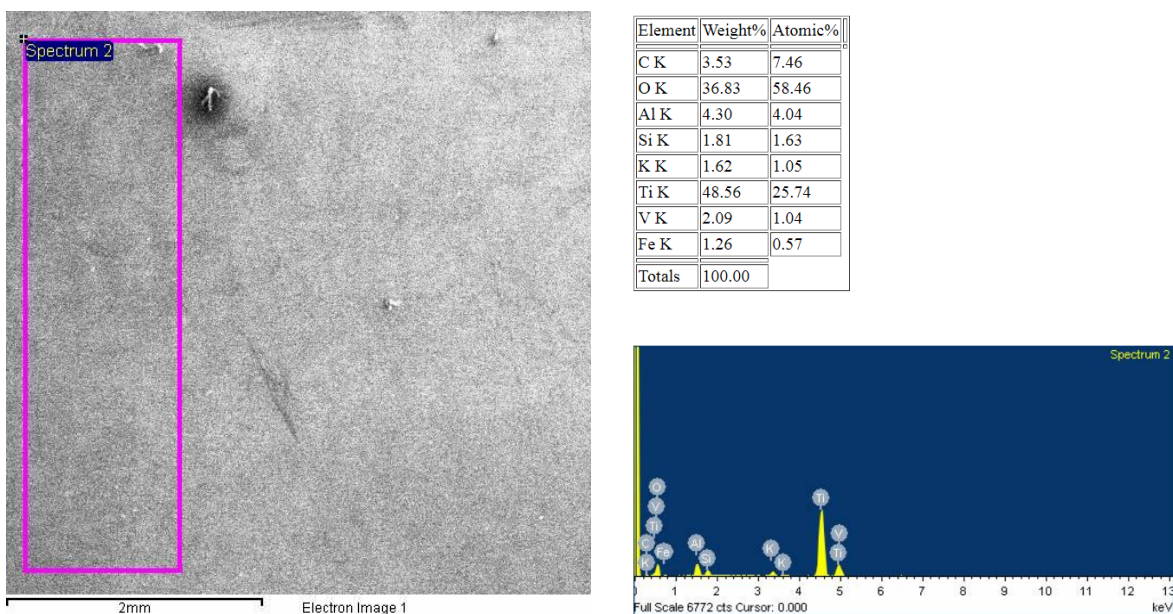 Spectrum 2
2mm
Electron Image 1
Element Weight% Atomic%
C K 3.53 7.46
O K 36.83 58.46
Al K 4.30 4.04
Si K 1.81 1.63
K K 1.62 1.05
Ti K 48.56 25.74
V K 2.09 1.04
Fe K 1.26 0.57
Totals 100.00
Spectrum 2
O
V
Ti
C
K
Fe
Al
Si
K
K
Ti
V
Ti
0 1 2 3 4 5 6 7 8 9 10 11 12 13
Full Scale 6772 cts Cursor: 0.000
keV